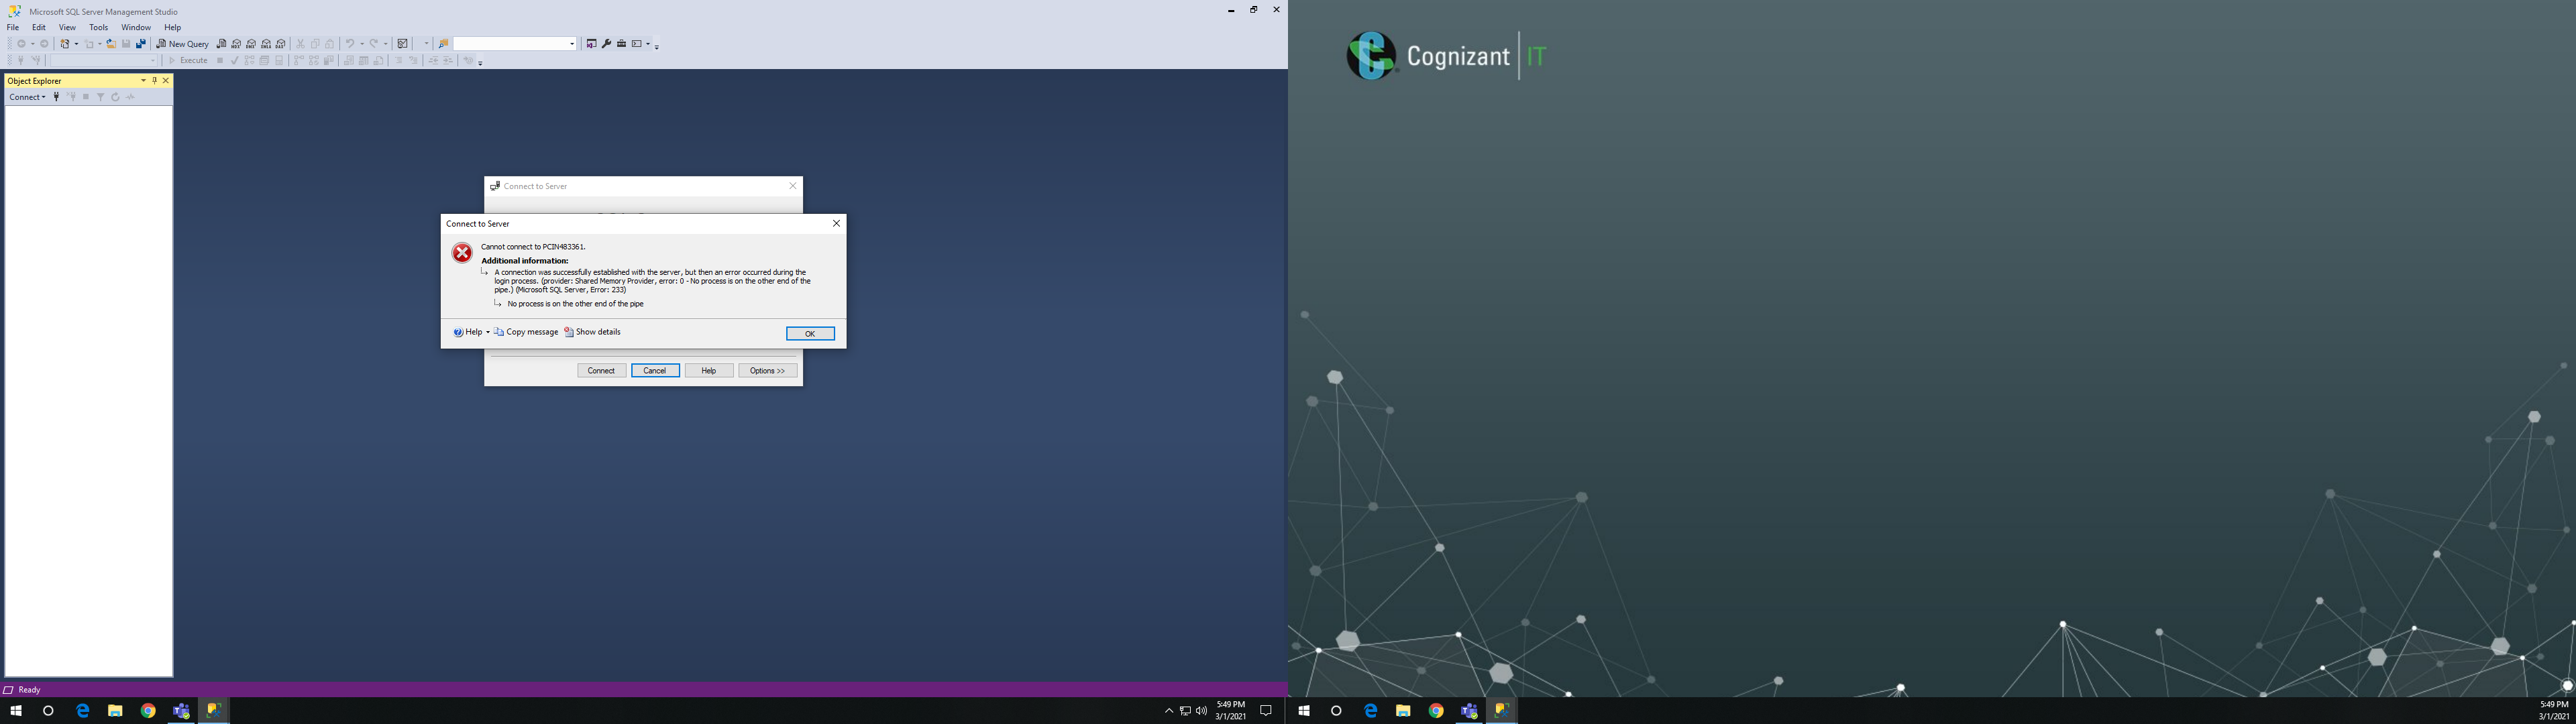 Microsoft SQL Server Management Studio
File Edit View Tools Window Help
New Query
Execute
Object Explorer
Connect
Connect to Server
Connect to Server
Cannot connect to PCIN483361.
Additional information:
A connection was successfully established with the server, but then an error occurred during the
login process. (provider: Shared Memory Provider, error: 0 - No process is on the other end of the
pipe.) (Microsoft SQL Server, Error: 233)
No process is on the other end of the pipe
Help Copy message Show details OK
Connect Cancel Help Options >>
Ready
5:49 PM
3/1/2021
Cognizant IT
5:49 PM
3/1/2021